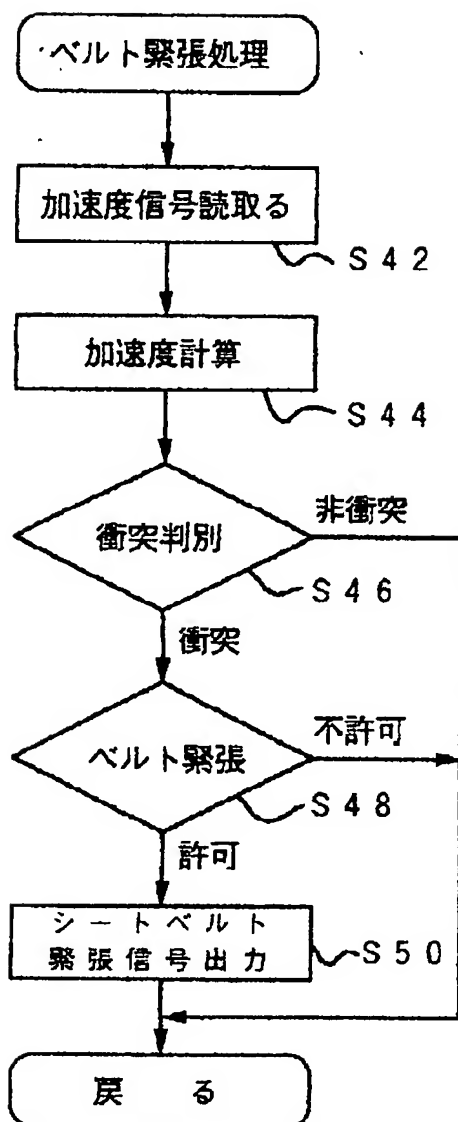 ベルト緊張処理
加速度信号読取る
S42
加速度計算
S44
衝突判別
非衝突
S46
衝突
ベルト緊張
不許可
S48
許可
シートベルト
緊張信号出力
S50
戻る